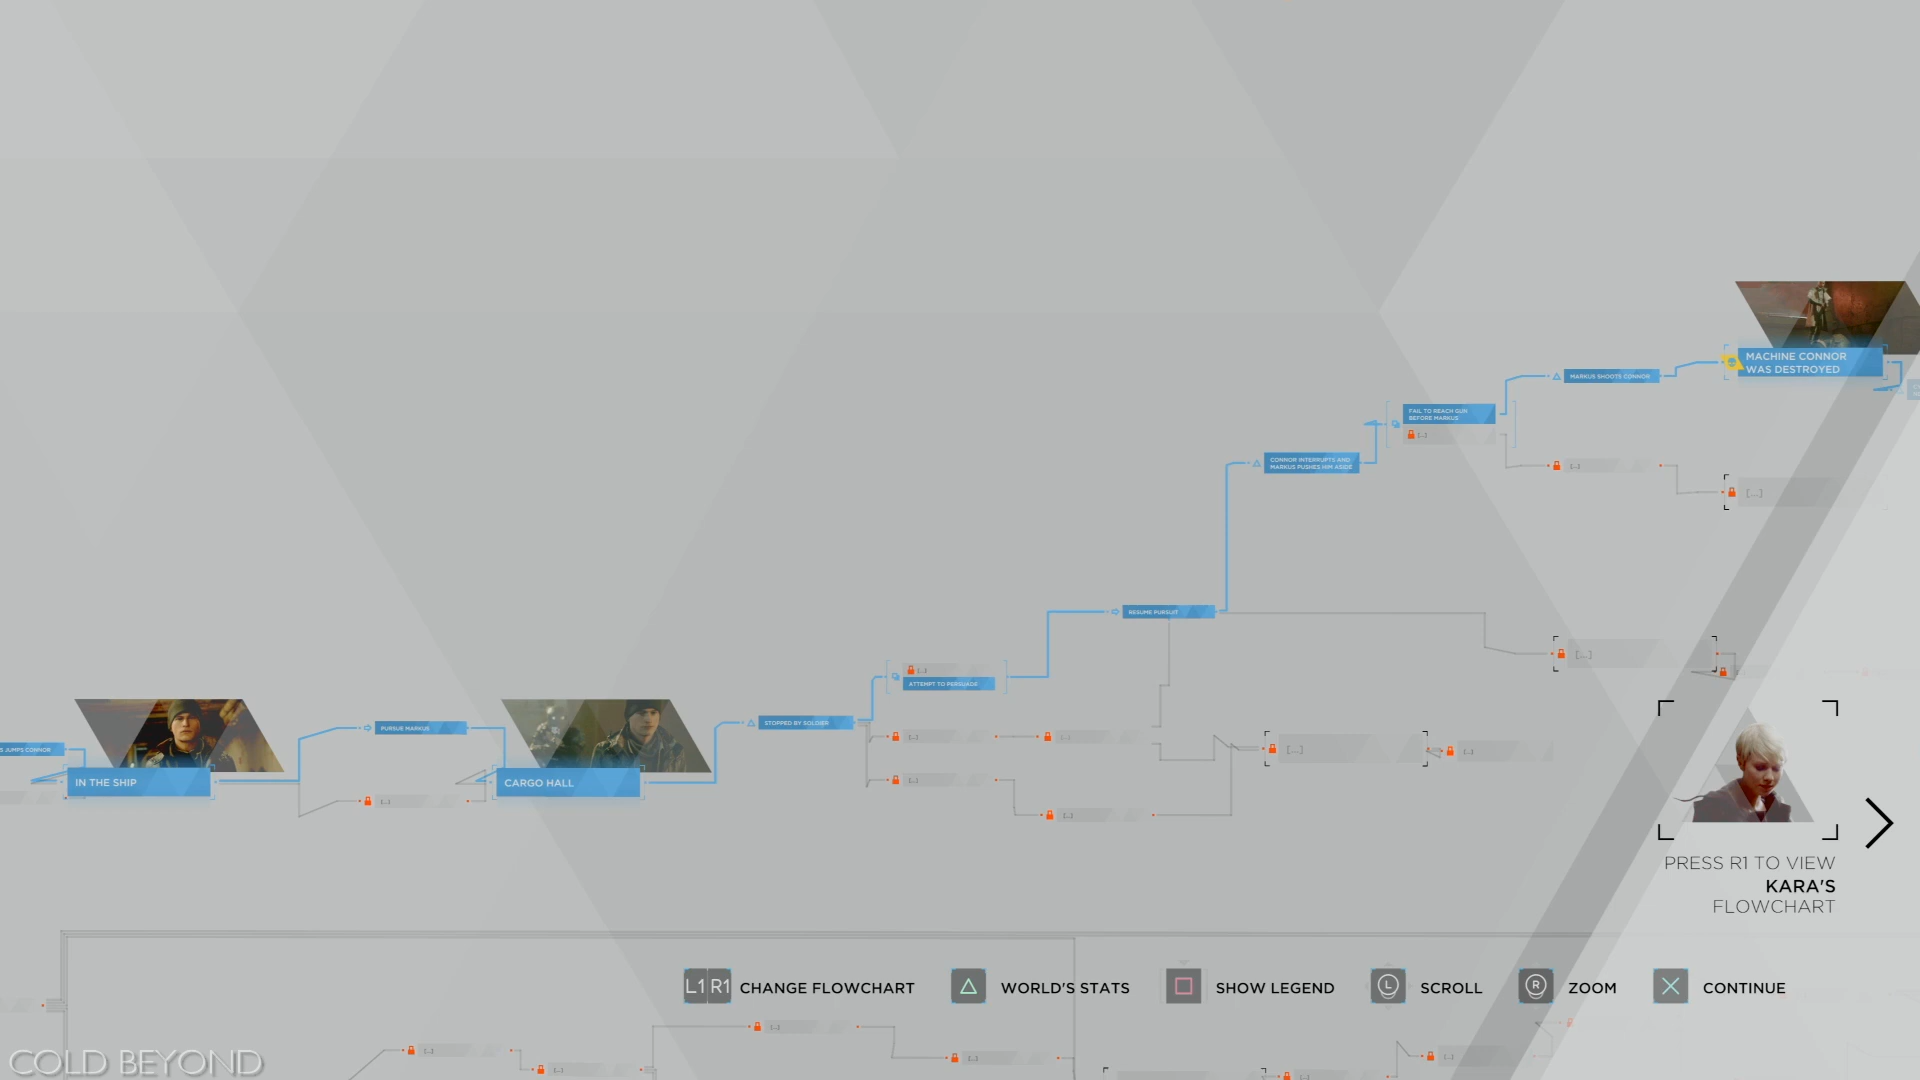 MACHINE CONNOR
WAS DESTROYED
MARKUS SHOOTS CONNOR
FAIL TO REACH GUN
BEFORE MARKUS
[...]
CONNOR INTERRUPTS AND
MARKUS PUSHES HIM ASIDE
[...]
[...]
RESUME PURSUIT
[...]
[...]
ATTEMPT TO PERSUADE
STOPPED BY SOLDIER
PURSUE MARKUS
[...]
[...]
[...]
[...]
S JUMPS CONNOR
IN THE SHIP
CARGO HALL
[...]
[...]
[...]
PRESS R1 TO VIEW
KARA'S
FLOWCHART
L1 R1 CHANGE FLOWCHART
WORLD'S STATS
SHOW LEGEND
L SCROLL
R ZOOM
CONTINUE
[...]
[...]
[...]
[...]
[...]
COLD BEYOND